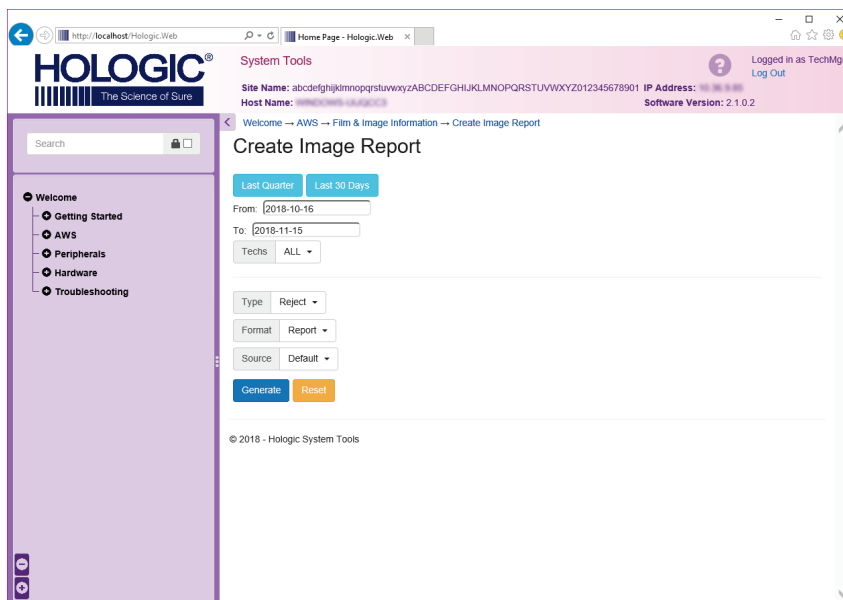 http://localhost/Hologic.Web
Home Page - Hologic.Web
HOLOGIC®
The Science of Sure
System Tools
Logged in as TechMg
Log Out
Site Name: abcdefghijklmnopqrstuvwxyzABCDEFGHIJKLMNOPQRSTUVWXYZ012345678901 IP Address:
Host Name:
Software Version: 2.1.0.2
Welcome → AWS → Film & Image Information → Create Image Report
Search
Create Image Report
Last Quarter Last 30 Days
From: 2018-10-16
To: 2018-11-15
Techs ALL
Welcome
Getting Started
AWS
Peripherals
Hardware
Troubleshooting
Type Reject
Format Report
Source Default
Generate Reset
© 2018 - Hologic System Tools